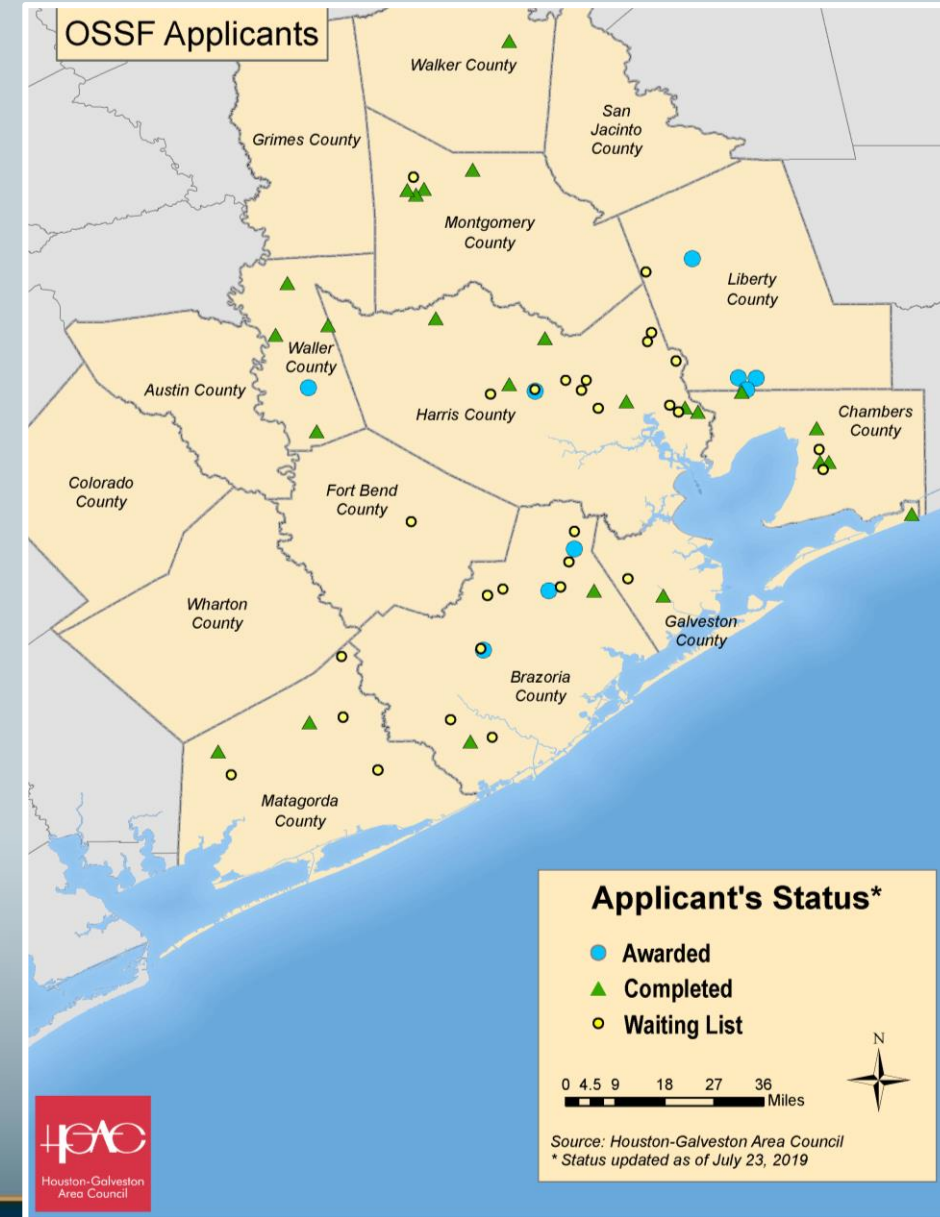 OSSF Applicants
Walker County
San
Jacinto
County
Grimes County
Montgomery
County
Liberty
County
Waller
County
Austin County
Harris County
Chambers
County
Colorado
County
Fort Bend
County
Wharton
County
Galveston
County
Brazoria
County
Matagorda
County
Applicant's Status*
Awarded
Completed
Waiting List
N
0 4.5 9 18 27 36
Miles
Source: Houston-Galveston Area Council
* Status updated as of July 23, 2019
HGAC
Houston-Galveston
Area Council